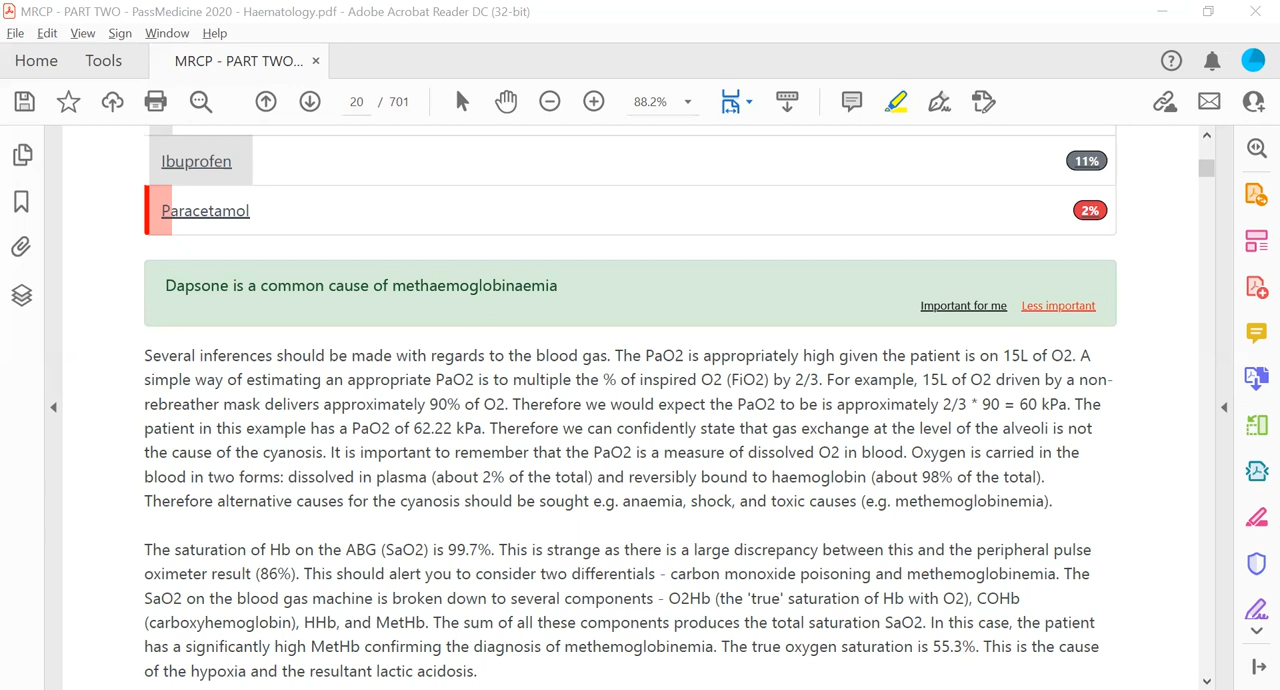 MRCP - PART TWO - PassMedicine 2020 - Haematology.pdf - Adobe Acrobat Reader DC (32-bit)
File Edit View Sign Window Help
Home Tools MRCP - PART TWO... ×
20 / 701 88.2%
Ibuprofen 11%
Paracetamol 2%
Dapsone is a common cause of methaemoglobinaemia
Important for me Less important
Several inferences should be made with regards to the blood gas. The PaO2 is appropriately high given the patient is on 15L of O2. A
simple way of estimating an appropriate PaO2 is to multiple the % of inspired O2 (FiO2) by 2/3. For example, 15L of O2 driven by a non-
rebreather mask delivers approximately 90% of O2. Therefore we would expect the PaO2 to be is approximately 2/3 * 90 = 60 kPa. The
patient in this example has a PaO2 of 62.22 kPa. Therefore we can confidently state that gas exchange at the level of the alveoli is not
the cause of the cyanosis. It is important to remember that the PaO2 is a measure of dissolved O2 in blood. Oxygen is carried in the
blood in two forms: dissolved in plasma (about 2% of the total) and reversibly bound to haemoglobin (about 98% of the total).
Therefore alternative causes for the cyanosis should be sought e.g. anaemia, shock, and toxic causes (e.g. methemoglobinemia).
The saturation of Hb on the ABG (SaO2) is 99.7%. This is strange as there is a large discrepancy between this and the peripheral pulse
oximeter result (86%). This should alert you to consider two differentials - carbon monoxide poisoning and methemoglobinemia. The
SaO2 on the blood gas machine is broken down to several components - O2Hb (the 'true' saturation of Hb with O2), COHb
(carboxyhemoglobin), HHb, and MetHb. The sum of all these components produces the total saturation SaO2. In this case, the patient
has a significantly high MetHb confirming the diagnosis of methemoglobinemia. The true oxygen saturation is 55.3%. This is the cause
of the hypoxia and the resultant lactic acidosis.